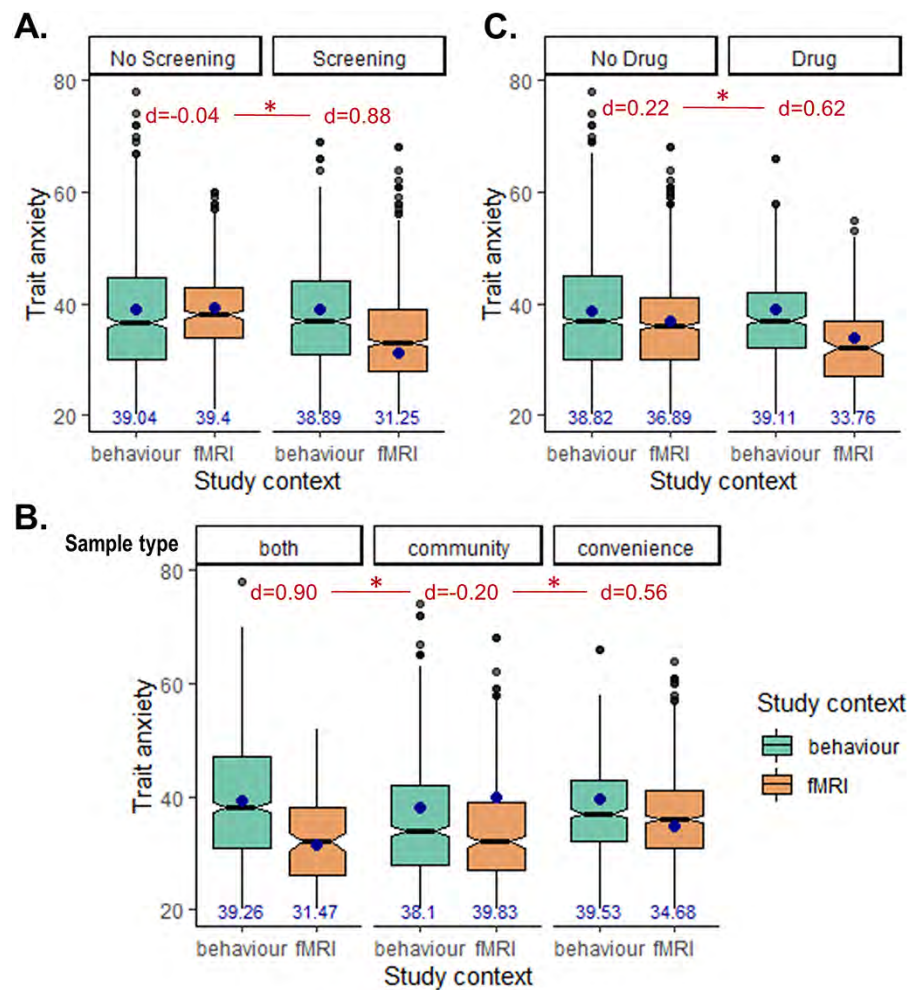 A.
No Screening Screening
80
60
40
20
Trait anxiety
d=-0.04 * d=0.88
39.04 39.4 38.89 31.25
behaviour fMRI behaviour fMRI
Study context
C.
No Drug Drug
80
60
40
20
Trait anxiety
d=0.22 * d=0.62
38.82 36.89 39.11 33.76
behaviour fMRI behaviour fMRI
Study context
B.
Sample type both community convenience
80
60
40
20
Trait anxiety
d=0.90 * d=-0.20 * d=0.56
39.26 31.47 38.1 39.83 39.53 34.68
behaviour fMRI behaviour fMRI behaviour fMRI
Study context
Study context
behaviour
fMRI